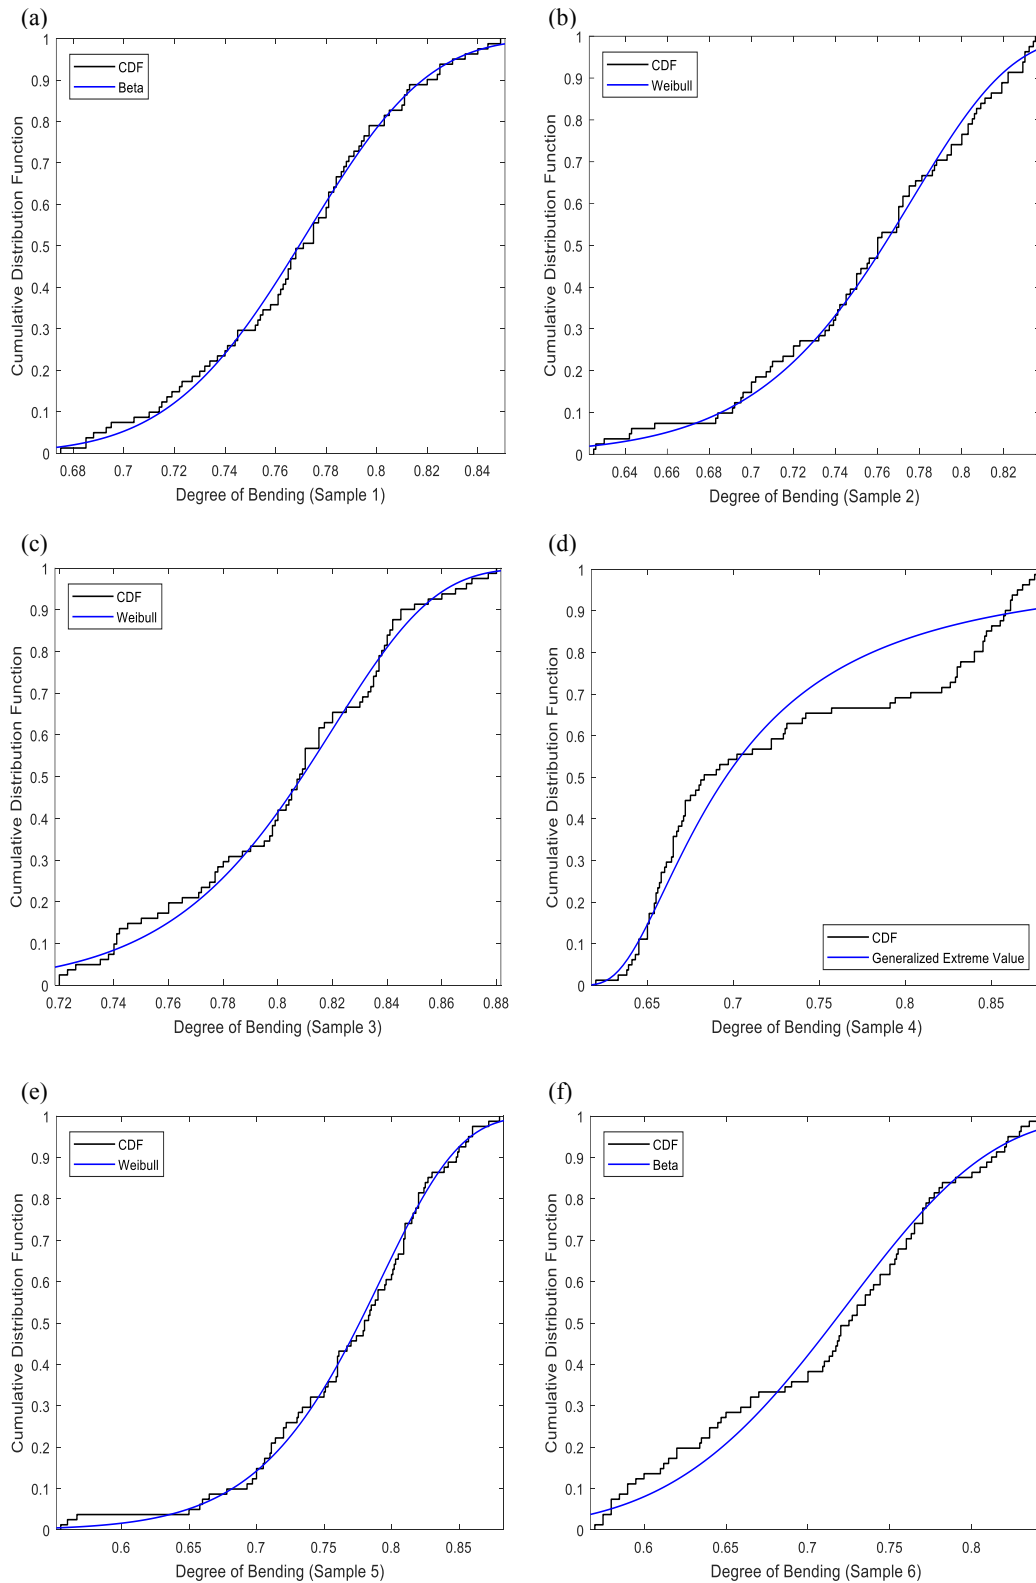 (a)
1
0.9
0.8
0.7
0.6
0.5
0.4
0.3
0.2
0.1
0
Cumulative Distribution Function
CDF
Beta
0.68 0.7 0.72 0.74 0.76 0.78 0.8 0.82 0.84
Degree of Bending (Sample 1)
(b)
1
0.9
0.8
0.7
0.6
0.5
0.4
0.3
0.2
0.1
0
Cumulative Distribution Function
CDF
Weibull
0.64 0.66 0.68 0.7 0.72 0.74 0.76 0.78 0.8 0.82
Degree of Bending (Sample 2)
(c)
1
0.9
0.8
0.7
0.6
0.5
0.4
0.3
0.2
0.1
0
Cumulative Distribution Function
CDF
Weibull
0.72 0.74 0.76 0.78 0.8 0.82 0.84 0.86 0.88
Degree of Bending (Sample 3)
(d)
1
0.9
0.8
0.7
0.6
0.5
0.4
0.3
0.2
0.1
0
Cumulative Distribution Function
CDF
Generalized Extreme Value
0.65 0.7 0.75 0.8 0.85
Degree of Bending (Sample 4)
(e)
1
0.9
0.8
0.7
0.6
0.5
0.4
0.3
0.2
0.1
0
Cumulative Distribution Function
CDF
Weibull
0.6 0.65 0.7 0.75 0.8 0.85
Degree of Bending (Sample 5)
(f)
1
0.9
0.8
0.7
0.6
0.5
0.4
0.3
0.2
0.1
0
Cumulative Distribution Function
CDF
Beta
0.6 0.65 0.7 0.75 0.8
Degree of Bending (Sample 6)